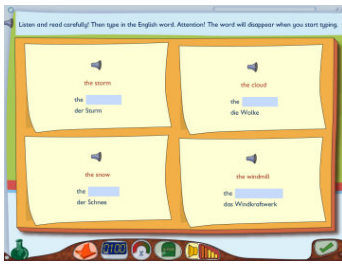 Listen and read carefully! Then type in the English word. Attention! The word will disappear when you start typing.
the storm
the
der Sturm
the cloud
the
die Wolke
the snow
the
der Schnee
the windmill
the
das Windkraftwerk